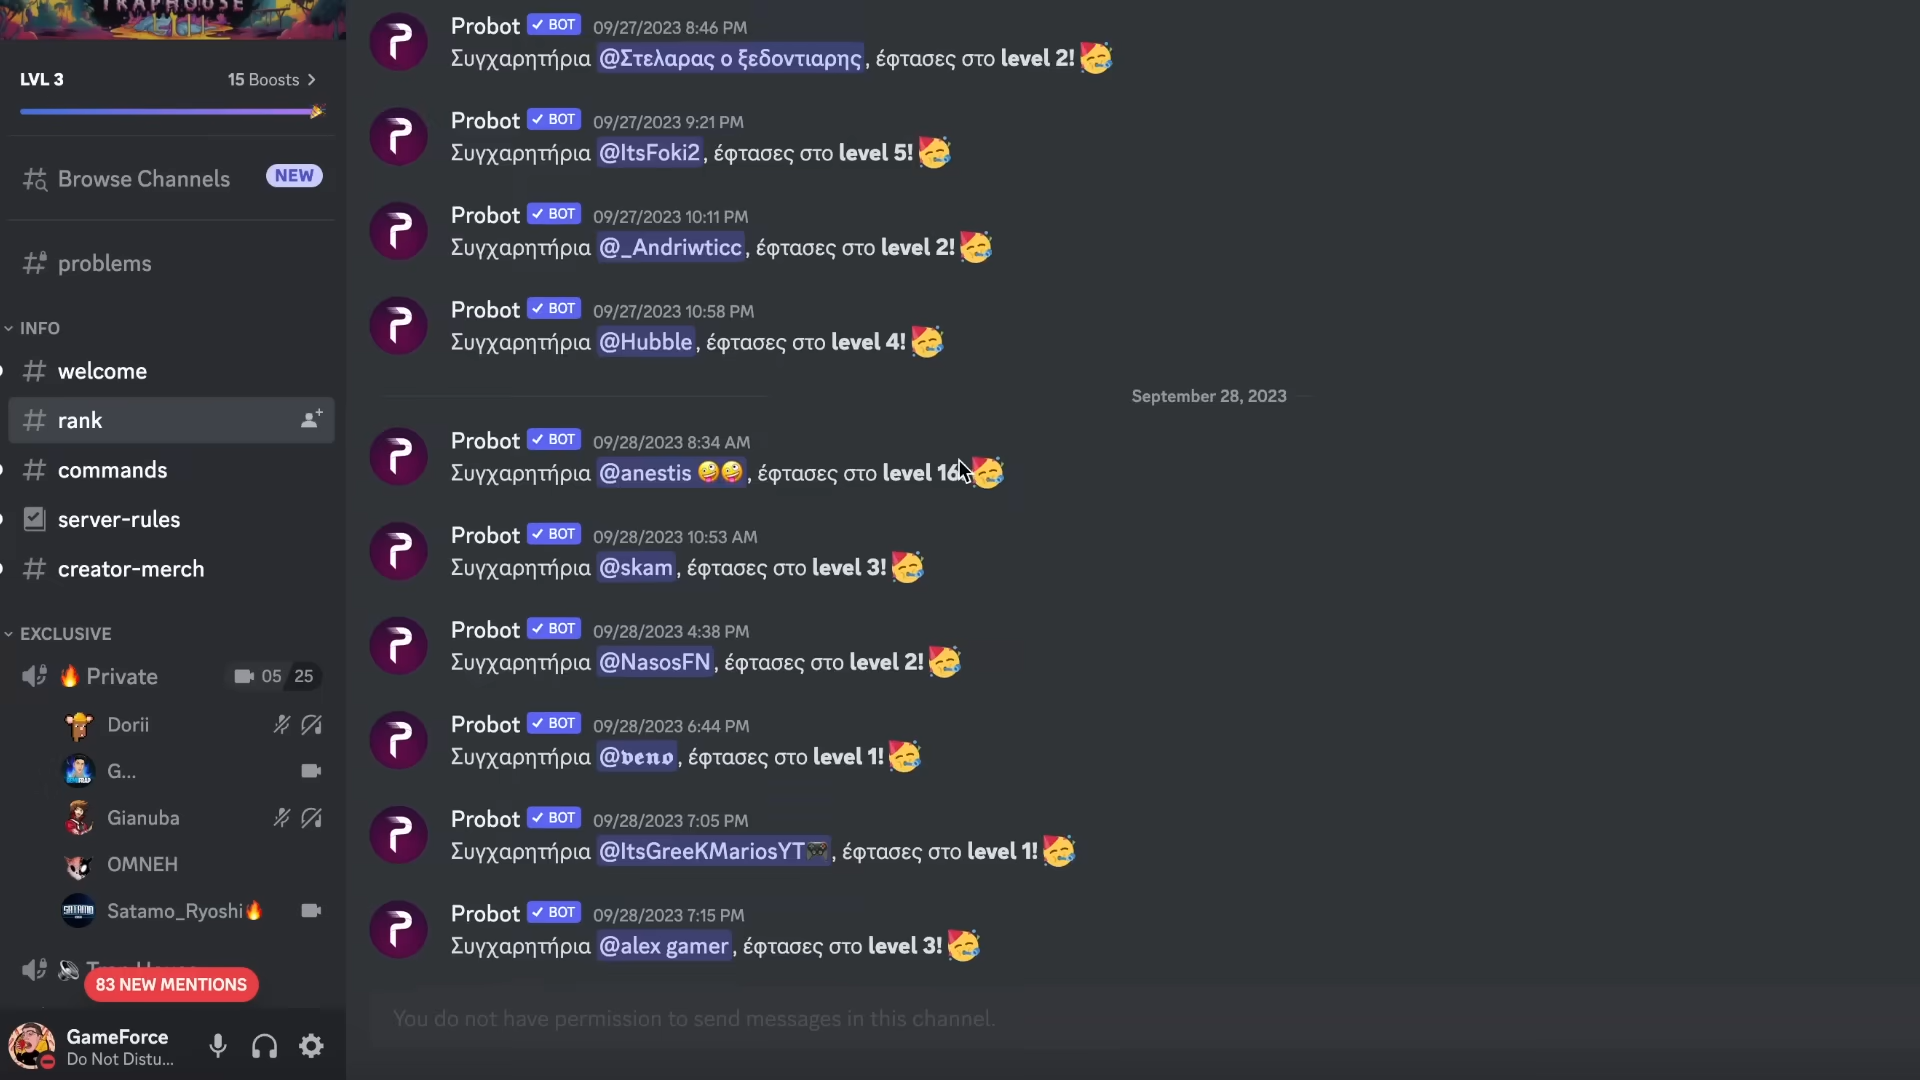 TRAPHOUSE
LVL 3
15 Boosts
Browse Channels
NEW
problems
INFO
welcome
rank
commands
server-rules
creator-merch
EXCLUSIVE
🔥 Private
05 25
Dorii
G...
Gianuba
OMNEH
Satamo_Ryoshi🔥
83 NEW MENTIONS
GameForce
Do Not Distu...
Probot ✓ BOT 09/27/2023 8:46 PM
Συγχαρητήρια @Στελαρας ο ξεδοντιαρης, έφτασες στο level 2! 🥳
Probot ✓ BOT 09/27/2023 9:21 PM
Συγχαρητήρια @ItsFoki2, έφτασες στο level 5! 🥳
Probot ✓ BOT 09/27/2023 10:11 PM
Συγχαρητήρια @_Andriwticc, έφτασες στο level 2! 🥳
Probot ✓ BOT 09/27/2023 10:58 PM
Συγχαρητήρια @Hubble, έφτασες στο level 4! 🥳
September 28, 2023
Probot ✓ BOT 09/28/2023 8:34 AM
Συγχαρητήρια @anestis 🤪🤪, έφτασες στο level 16 🥳
Probot ✓ BOT 09/28/2023 10:53 AM
Συγχαρητήρια @skam, έφτασες στο level 3! 🥳
Probot ✓ BOT 09/28/2023 4:38 PM
Συγχαρητήρια @NasosFN, έφτασες στο level 2! 🥳
Probot ✓ BOT 09/28/2023 6:44 PM
Συγχαρητήρια @𝖛𝖊𝖓𝖔, έφτασες στο level 1! 🥳
Probot ✓ BOT 09/28/2023 7:05 PM
Συγχαρητήρια @ItsGreeKMariosYT🎮, έφτασες στο level 1! 🥳
Probot ✓ BOT 09/28/2023 7:15 PM
Συγχαρητήρια @alex gamer, έφτασες στο level 3! 🥳
You do not have permission to send messages in this channel.